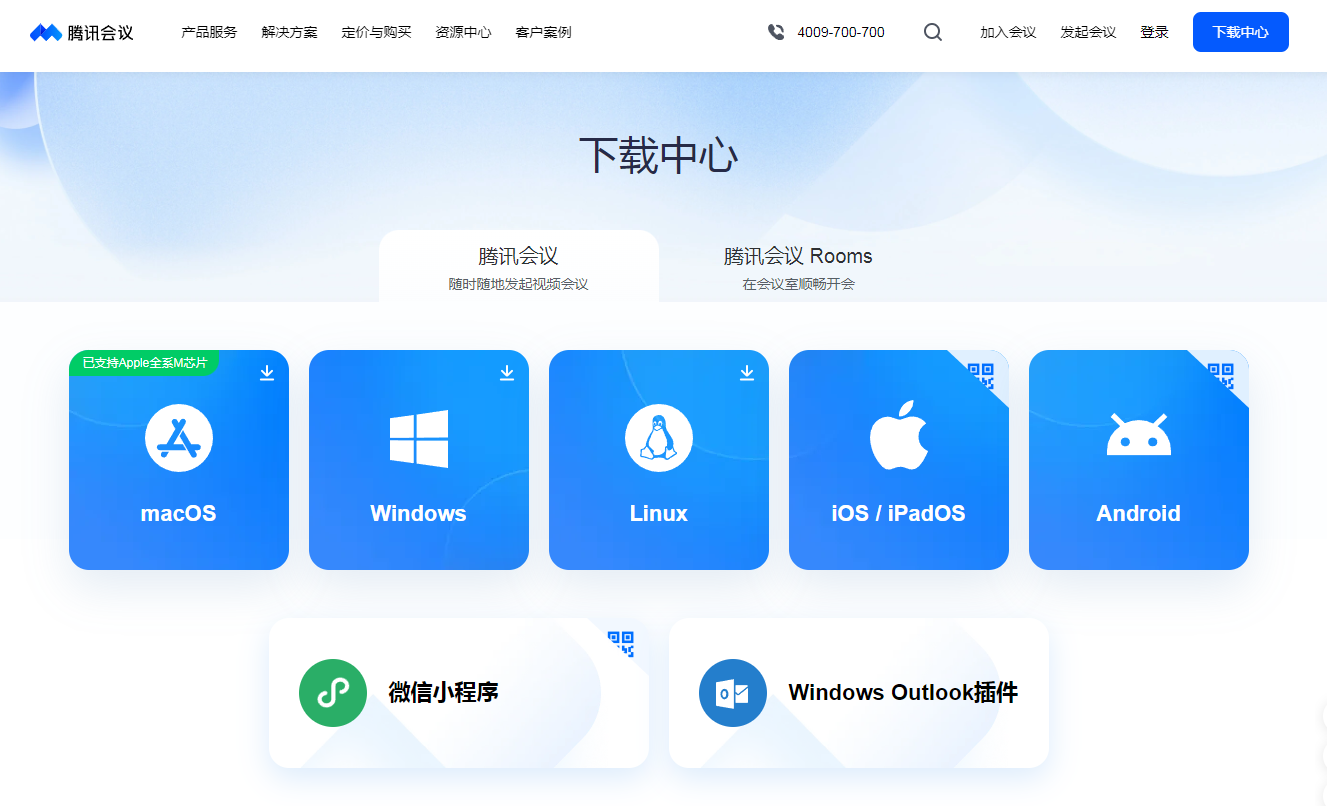 腾讯会议
产品服务
解决方案
定价与购买
资源中心
客户案例
4009-700-700
加入会议
发起会议
登录
下载中心
下载中心
腾讯会议
随时随地发起视频会议
腾讯会议 Rooms
在会议室顺畅开会
已支持Apple全系M芯片
macOS
Windows
Linux
iOS / iPadOS
Android
微信小程序
Windows Outlook插件